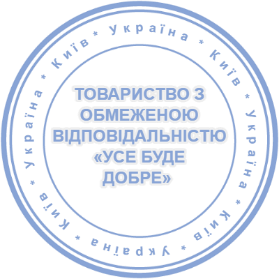 Київ * Україна * Київ * Україна * Київ * Україна * Київ * Україна *
ТОВАРИСТВО З
ОБМЕЖЕНОЮ
ВІДПОВІДАЛЬНІСТЮ
«УСЕ БУДЕ
ДОБРЕ»